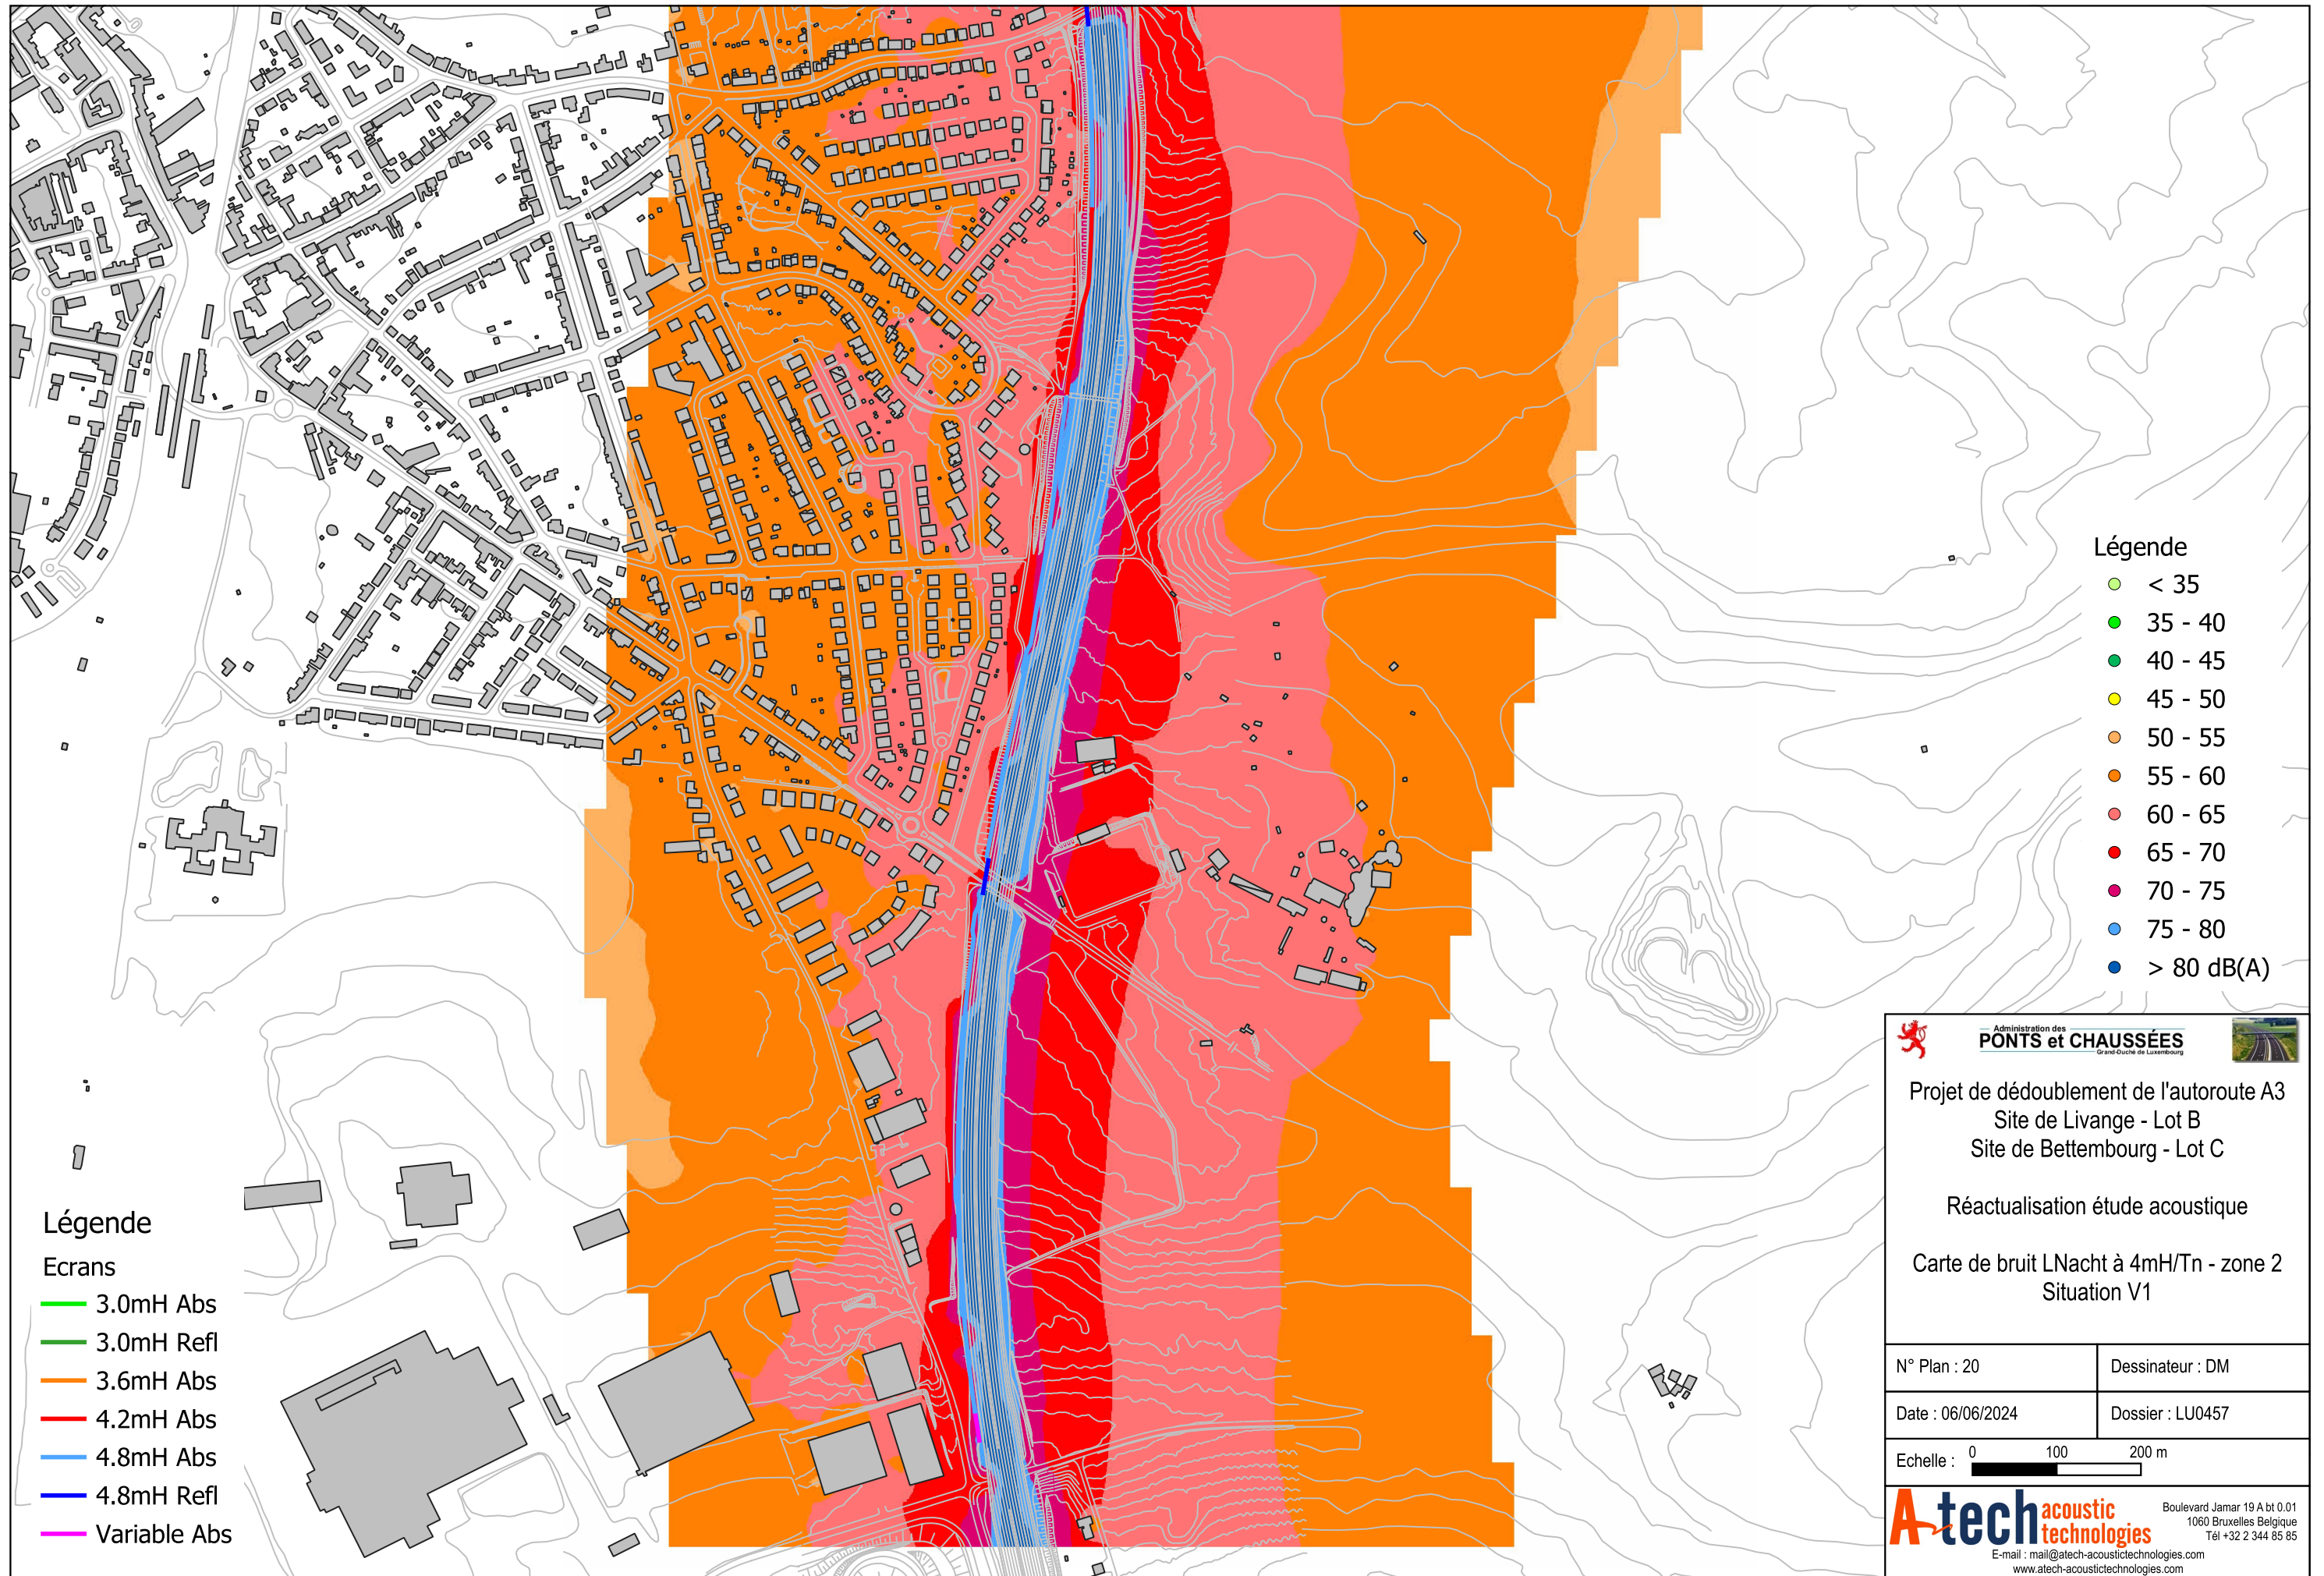 Légende
< 35
35 - 40
40 - 45
45 - 50
50 - 55
55 - 60
60 - 65
65 - 70
70 - 75
75 - 80
> 80 dB(A)
Légende
Ecrans
3.0mH Abs
3.0mH Refl
3.6mH Abs
4.2mH Abs
4.8mH Abs
4.8mH Refl
Variable Abs
Administration des
PONTS et CHAUSSÉES
Grand-Duché de Luxembourg
Projet de dédoublement de l'autoroute A3
Site de Livange - Lot B
Site de Bettembourg - Lot C
Réactualisation étude acoustique
Carte de bruit LNacht à 4mH/Tn - zone 2
Situation V1
N° Plan : 20
Dessinateur : DM
Date : 06/06/2024
Dossier : LU0457
Echelle : 0 100 200 m
A-tech acoustic technologies
Boulevard Jamar 19 A bt 0.01
1060 Bruxelles Belgique
Tél +32 2 344 85 85
E-mail : mail@atech-acoustictechnologies.com
www.atech-acoustictechnologies.com